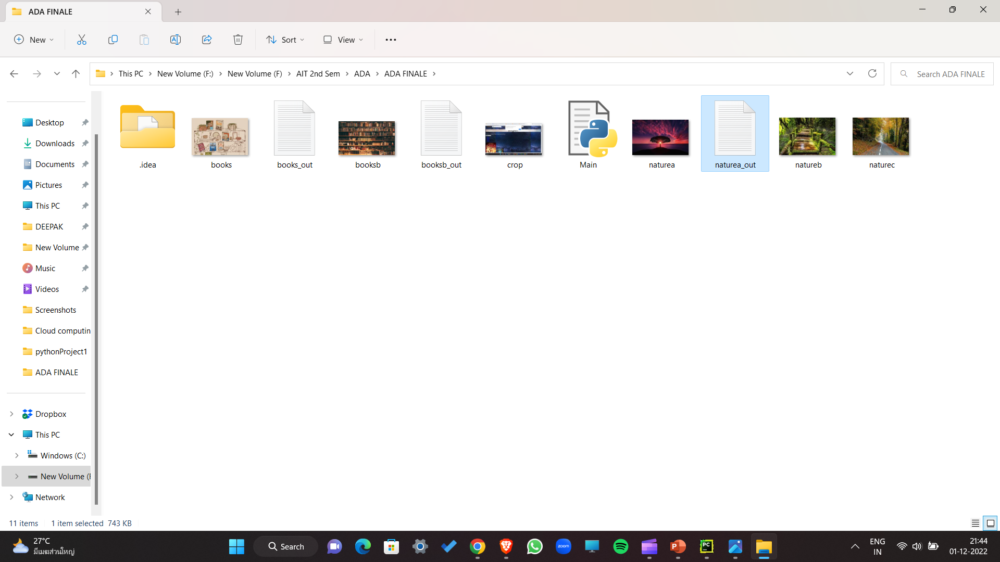 ADA FINALE
New
Sort
View
This PC
New Volume (F:)
New Volume (F)
AIT 2nd Sem
ADA
ADA FINALE
Search ADA FINALE
Desktop
Downloads
Documents
Pictures
This PC
DEEPAK
New Volume
Music
Videos
Screenshots
Cloud computin
pythonProject1
ADA FINALE
Dropbox
This PC
Windows (C:)
New Volume (F
Network
.idea
books
books_out
booksb
booksb_out
crop
Main
naturea
naturea_out
natureb
naturec
11 items
1 item selected 743 KB
27°C
มีเมฆส่วนใหญ่
Search
zoom
P
PC
ENG
IN
21:44
01-12-2022